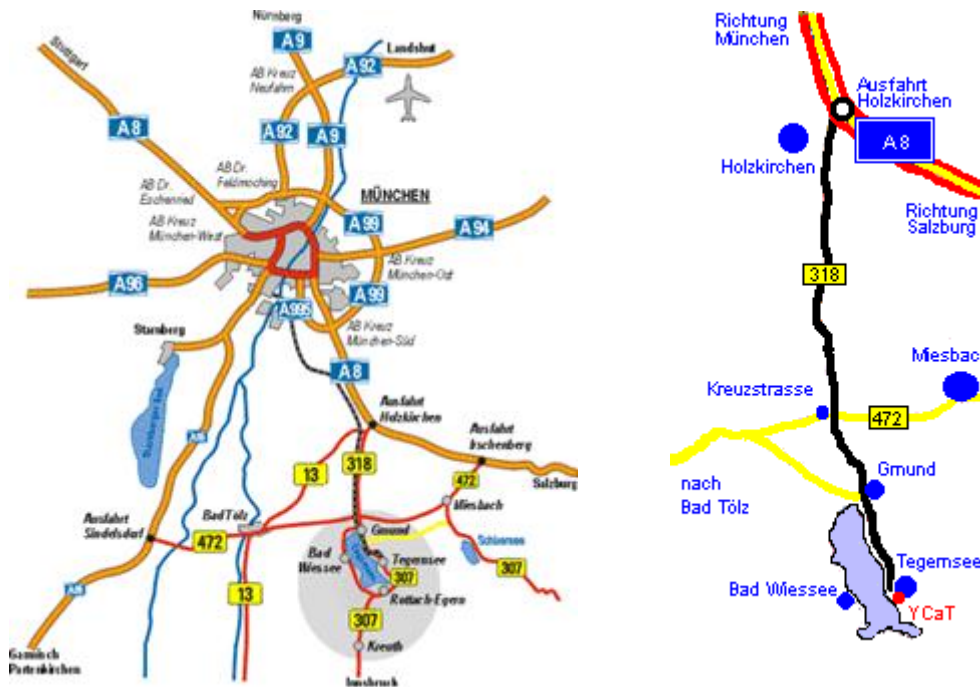 Nürnberg
A9
Landshut
Stuttgart
AB Kreuz
Neufahrn
A92
A8
A92
A9
AB Dr.
Feldmoching
AB Dr.
Eschenried
MÜNCHEN
AB Kreuz
München-West
A99
A94
A96
AB Kreuz
München-Ost
A99
A995
Starnberg
AB Kreuz
München-Süd
A8
Starnberger See
Ausfahrt
Holzkirchen
Ausfahrt
Irschenberg
318
13
472
Salzburg
Miesbach
Ausfahrt
Sindelsdorf
Bad Tölz
472
Gmund
Schliersee
Bad
Wiessee
Tegernsee
307
307
13
Rottach-Egern
307
Kreuth
Garmisch
Partenkirchen
Innsbruck
Richtung
München
Ausfahrt
Holzkirchen
A8
Holzkirchen
Richtung
Salzburg
318
Miesbac
Kreuzstrasse
472
Gmund
nach
Bad Tölz
Tegernsee
Bad Wiessee
YCaT